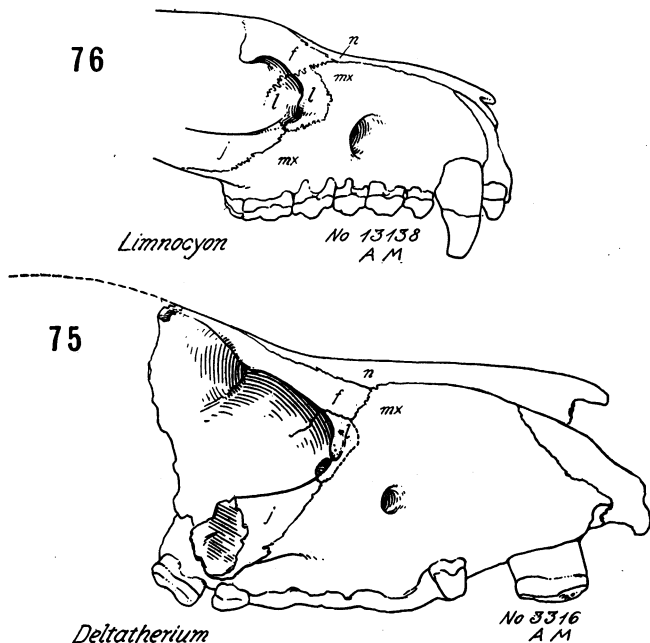 76
n
f
mx
l
l
j
mx
Limnocyon
No 13138
A M
75
n
f
mx
l
j
Deltatherium
No 3316
A M